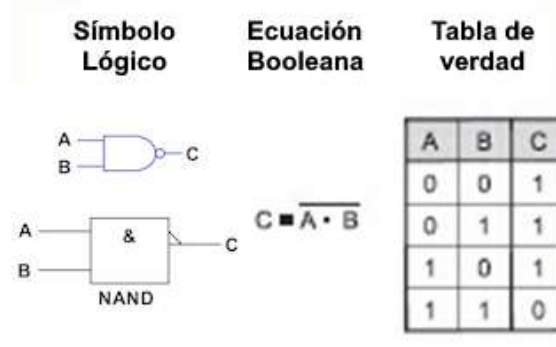 Símbolo Lógico
Ecuación Booleana
Tabla de verdad
A
B
C
A
B
&
C
NAND
C = \overline{A • B}
A B C
0 0 1
0 1 1
1 0 1
1 1 0